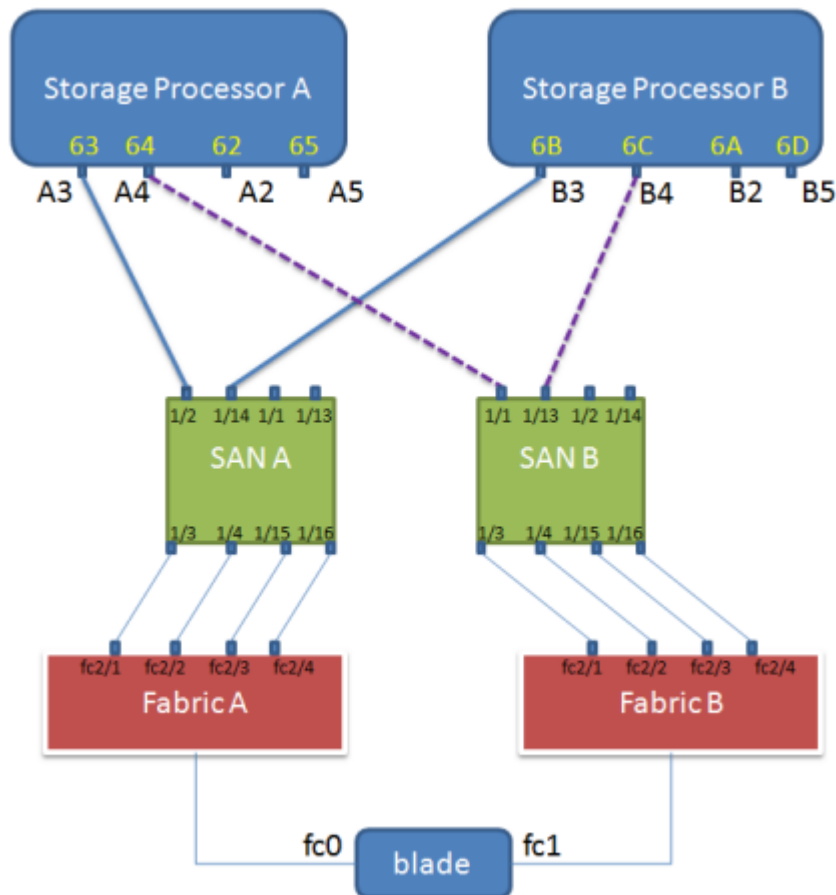 Storage Processor A
Storage Processor B
63 64 62 65
6B 6C 6A 6D
A3 A4 A2 A5
B3 B4 B2 B5
1/2 1/14 1/1 1/13
1/1 1/13 1/2 1/14
SAN A
SAN B
1/3 1/4 1/15 1/16
1/3 1/4 1/15 1/16
fc2/1 fc2/2 fc2/3 fc2/4
fc2/1 fc2/2 fc2/3 fc2/4
Fabric A
Fabric B
fc0
blade
fc1